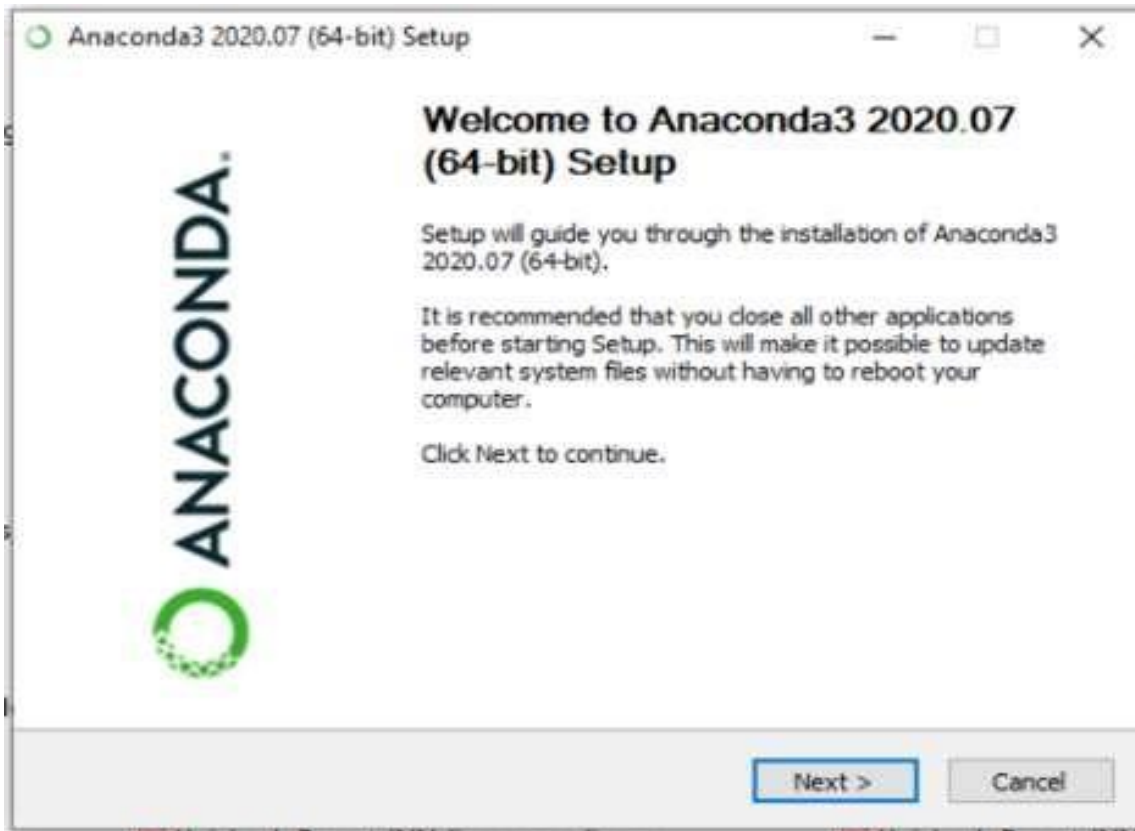 Anaconda3 2020.07 (64-bit) Setup
Welcome to Anaconda3 2020.07
(64-bit) Setup
Setup will guide you through the installation of Anaconda3
2020.07 (64-bit).
It is recommended that you close all other applications
before starting Setup. This will make it possible to update
relevant system files without having to reboot your
computer.
Click Next to continue.
ANACONDA.
Next >
Cancel